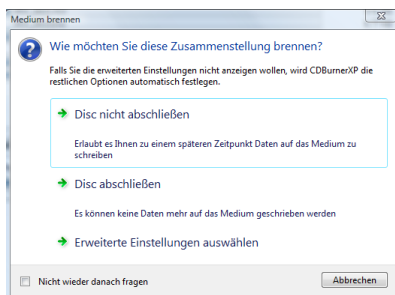 Medium brennen
Wie möchten Sie diese Zusammenstellung brennen?
Falls Sie die erweiterten Einstellungen nicht anzeigen wollen, wird CDBurnerXP die
restlichen Optionen automatisch festlegen.
Disc nicht abschließen
Erlaubt es Ihnen zu einem späteren Zeitpunkt Daten auf das Medium zu
schreiben
Disc abschließen
Es können keine Daten mehr auf das Medium geschrieben werden
Erweiterte Einstellungen auswählen
Nicht wieder danach fragen
Abbrechen